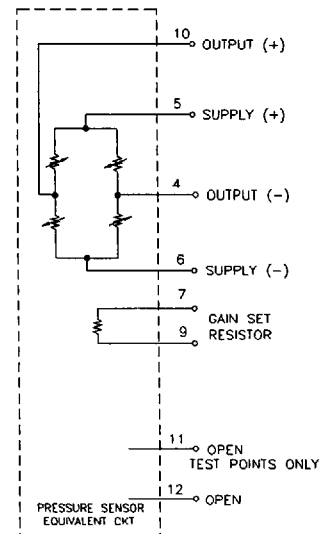 10 OUTPUT (+)
5 SUPPLY (+)
4 OUTPUT (-)
6 SUPPLY (-)
7
GAIN SET
RESISTOR
9
11 OPEN
TEST POINTS ONLY
12 OPEN
PRESSURE SENSOR
EQUIVALENT CKT